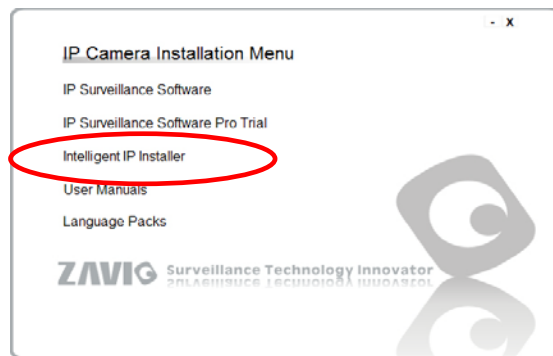 - X
IP Camera Installation Menu
IP Surveillance Software
IP Surveillance Software Pro Trial
Intelligent IP Installer
User Manuals
Language Packs
ZAVIO Surveillance Technology Innovator